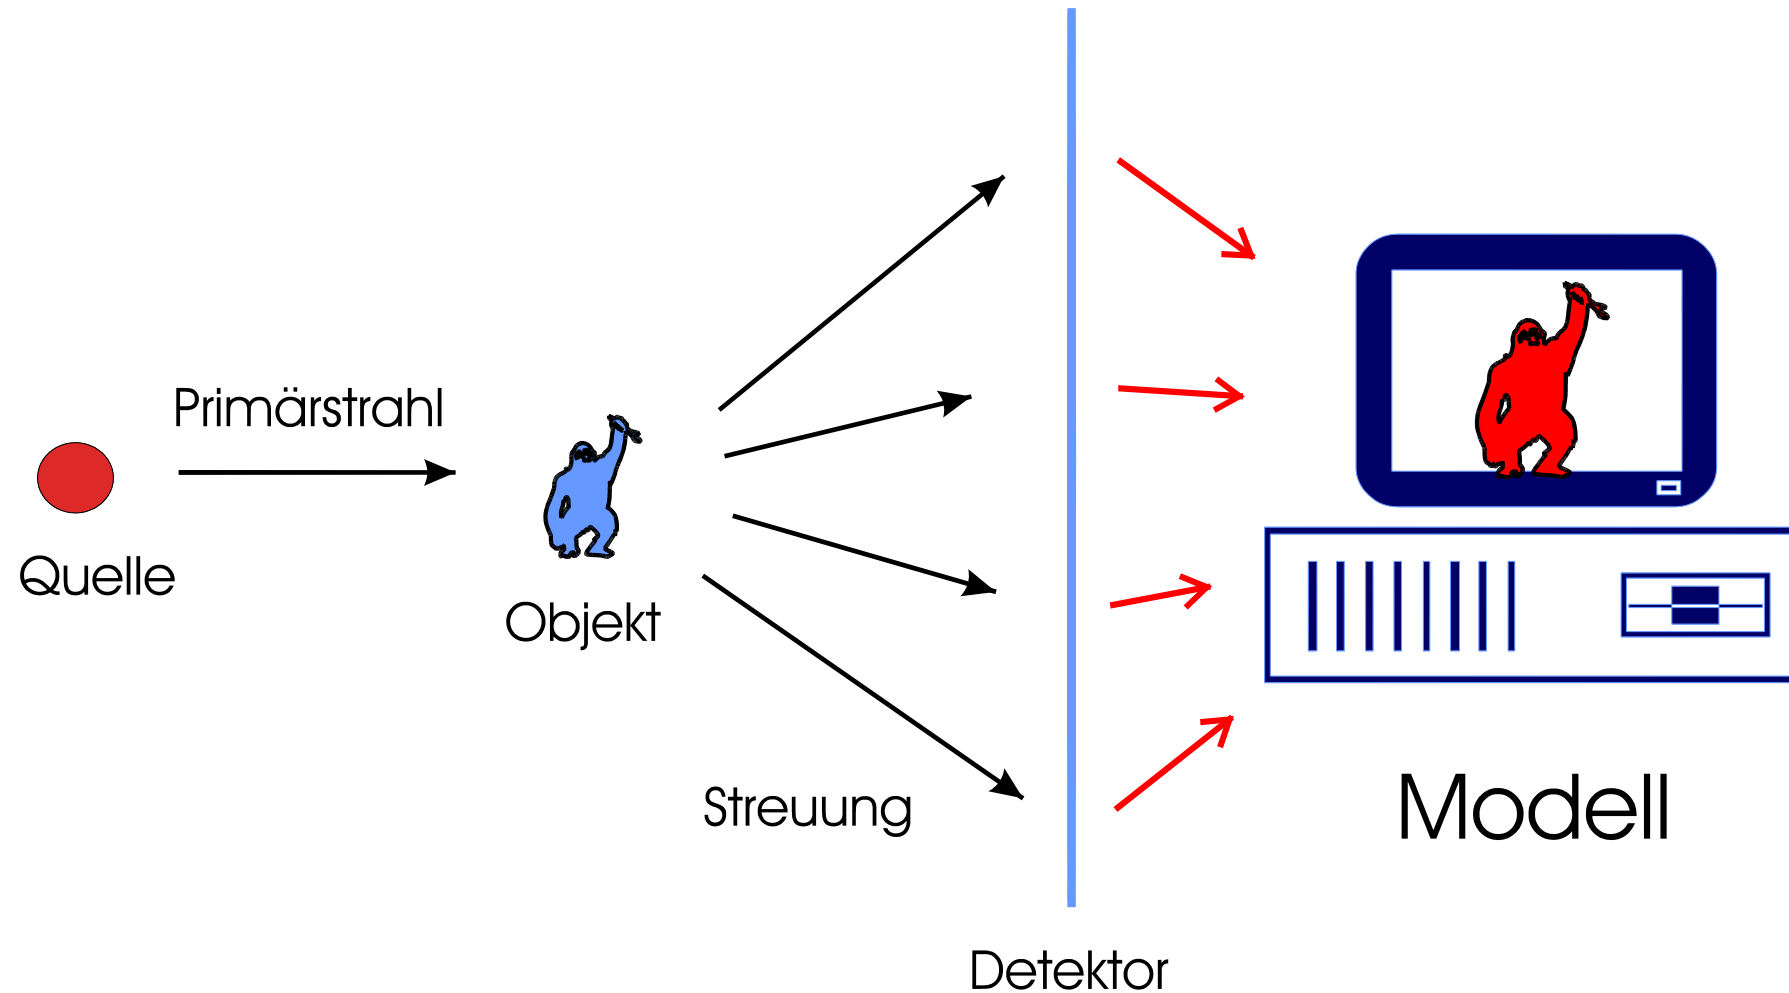 Primärstrahl
Quelle
Objekt
Streuung
Detektor
Modell